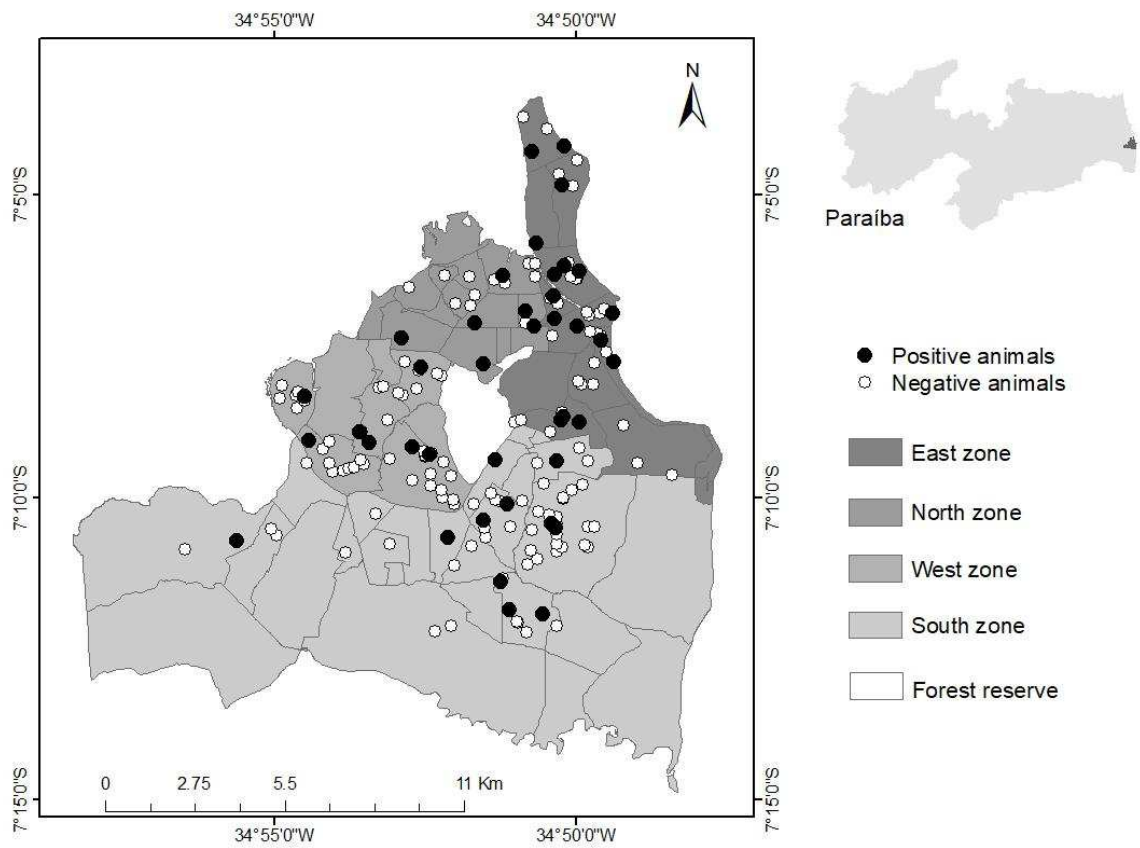 34°55'0"W 34°50'0"W
N
7°5'0"S 7°5'0"S
Paraíba
Positive animals
Negative animals
East zone
7°10'0"S 7°10'0"S
North zone
West zone
South zone
Forest reserve
0 2.75 5.5 11 Km
7°15'0"S 7°15'0"S
34°55'0"W 34°50'0"W